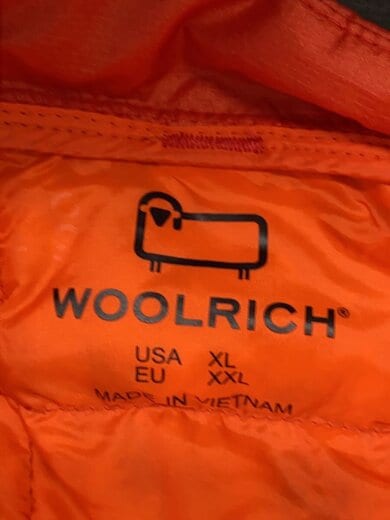 WOOLRICH®
USA XL
EU XXL
MADE IN VIETNAM